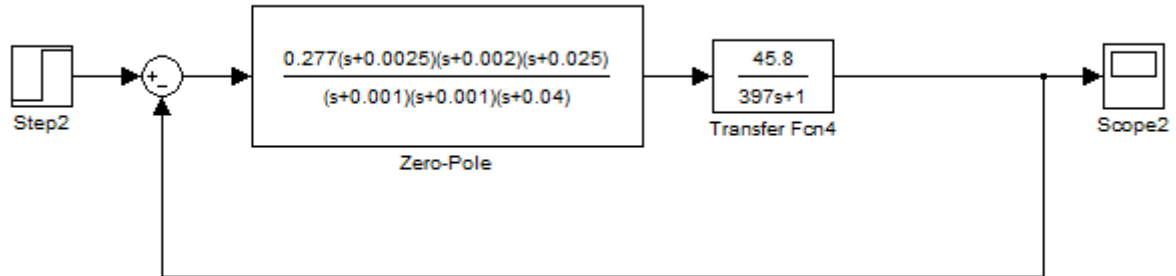 Step2
+
−
0.277(s+0.0025)(s+0.002)(s+0.025)
(s+0.001)(s+0.001)(s+0.04)
Zero-Pole
45.8
397s+1
Transfer Fcn4
Scope2